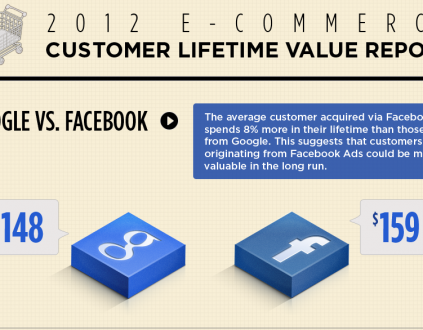 2012 E-COMMERC
CUSTOMER LIFETIME VALUE REPO
OGLE VS. FACEBOOK
The average customer acquired via Facebo
spends 8% more in their lifetime than those
from Google. This suggests that customers
originating from Facebook Ads could be m
valuable in the long run.
148
g
f
$159